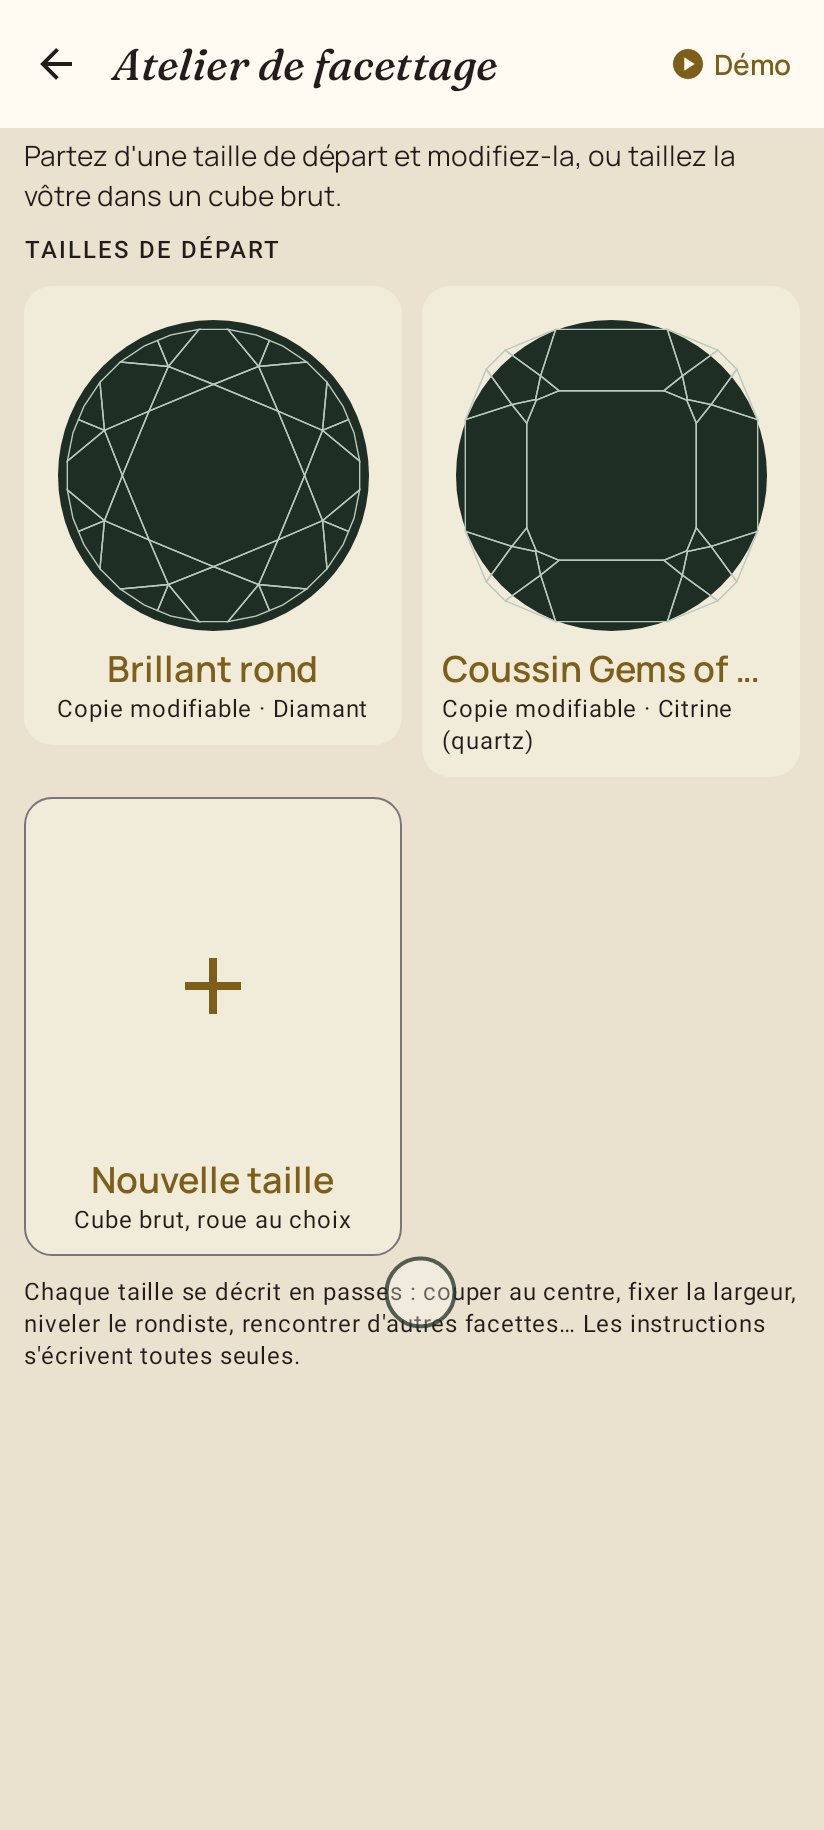 Atelier de facettage
Démo
Partez d'une taille de départ et modifiez-la, ou taillez la
vôtre dans un cube brut.
TAILLES DE DÉPART
Brillant rond
Copie modifiable · Diamant
Coussin Gems of ...
Copie modifiable · Citrine
(quartz)
Nouvelle taille
Cube brut, roue au choix
Chaque taille se décrit en passes : couper au centre, fixer la largeur,
niveler le rondiste, rencontrer d'autres facettes… Les instructions
s'écrivent toutes seules.